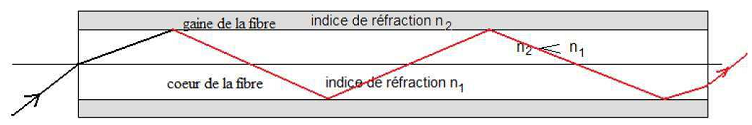 gaine de la fibre indice de réfraction n2
n2 < n1
coeur de la fibre indice de réfraction n1